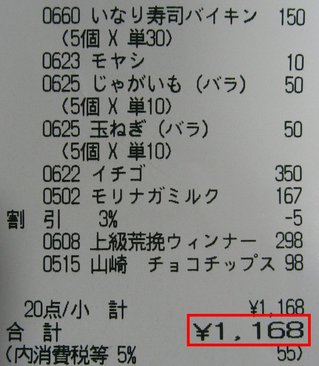 0660 いなり寿司バイキン 150
(5個 X 単30)
0623 モヤシ 10
0625 じゃがいも (バラ) 50
(5個 X 単10)
0625 玉ねぎ (バラ) 50
(5個 X 単10)
0622 イチゴ 350
0502 モリナガミルク 167
割 引 3% -5
0608 上級荒挽ウィンナー 298
0515 山崎 チョコチップス 98
20点/小 計 ¥1,168
合 計 ¥1,168
(内消費税等 5% 55)